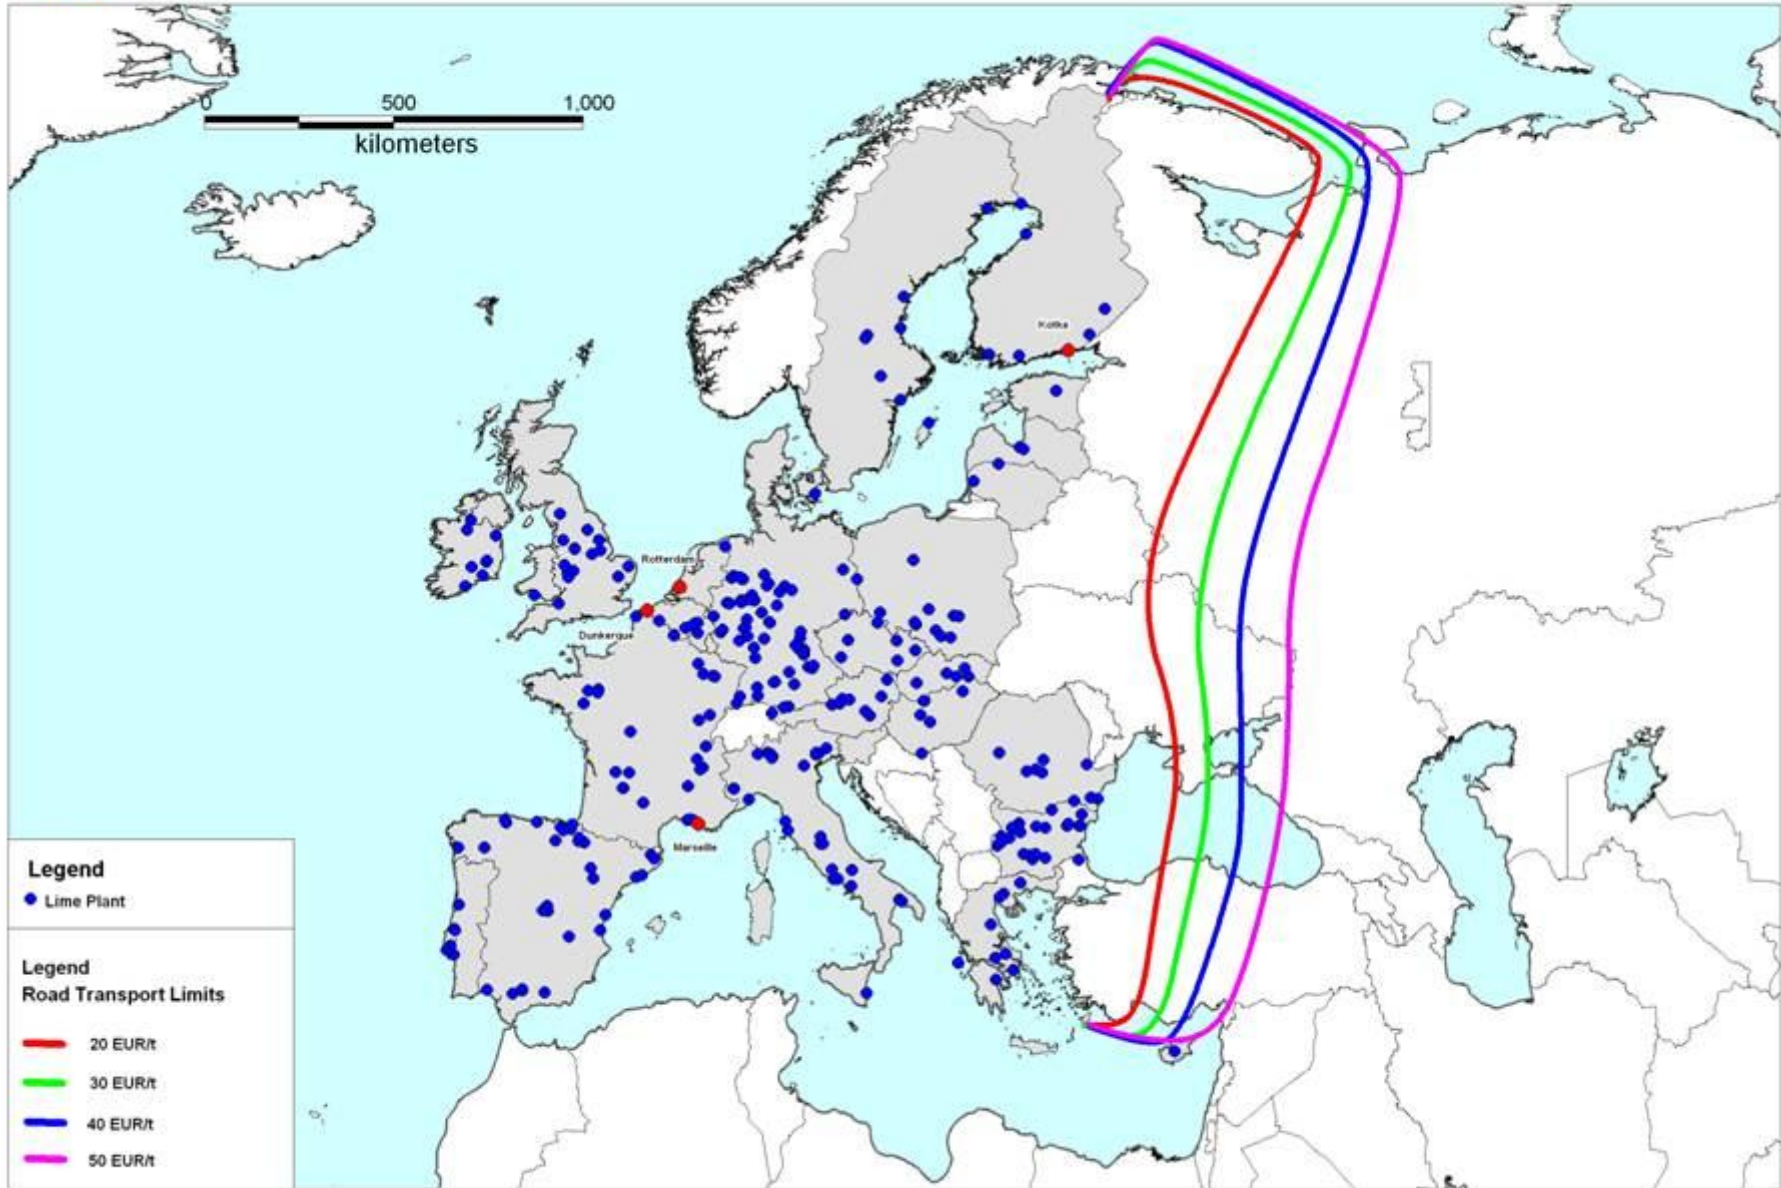 0 500 1,000
kilometers
Kotka
Rotterdam
Dunkerque
Marseille
Legend
Lime Plant
Legend
Road Transport Limits
20 EUR/t
30 EUR/t
40 EUR/t
50 EUR/t